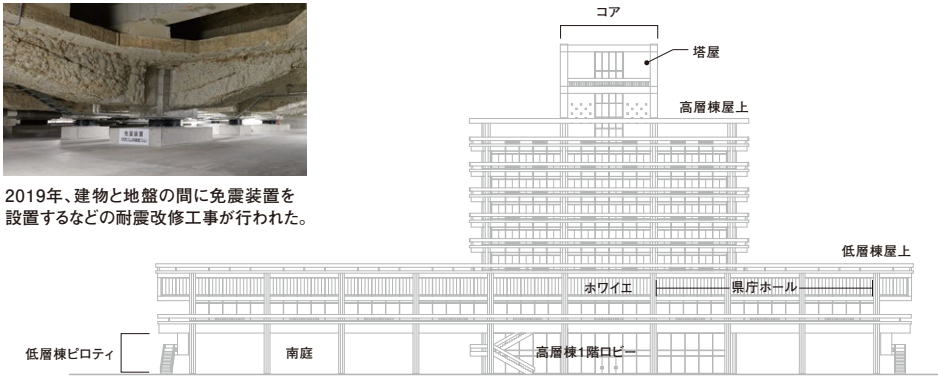 コア
塔屋
高層棟屋上
免震装置
2019年、建物と地盤の間に免震装置を
設置するなどの耐震改修工事が行われた。
低層棟屋上
ホワイエ
県庁ホール
低層棟ピロティ
南庭
高層棟1階ロビー